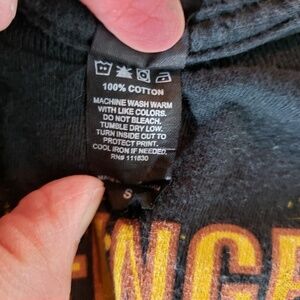 100% COTTON
MACHINE WASH WARM
WITH LIKE COLORS.
DO NOT BLEACH.
TUMBLE DRY LOW.
TURN INSIDE OUT TO
PROTECT PRINT.
COOL IRON IF NEEDED.
RN# 111830
S